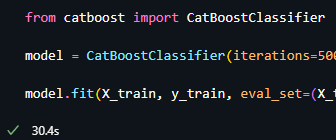 from catboost import CatBoostClassifier
model = CatBoostClassifier(iterations=500
model.fit(X_train, y_train, eval_set=(X_t
30.4s